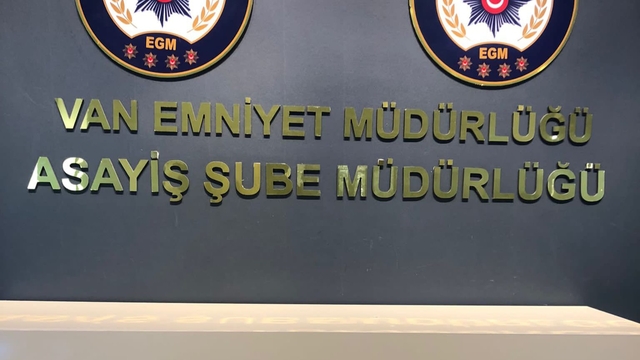 EGM EGM
VAN EMNİYET MÜDÜRLÜĞÜ
ASAYİŞ ŞUBE MÜDÜRLÜĞÜ